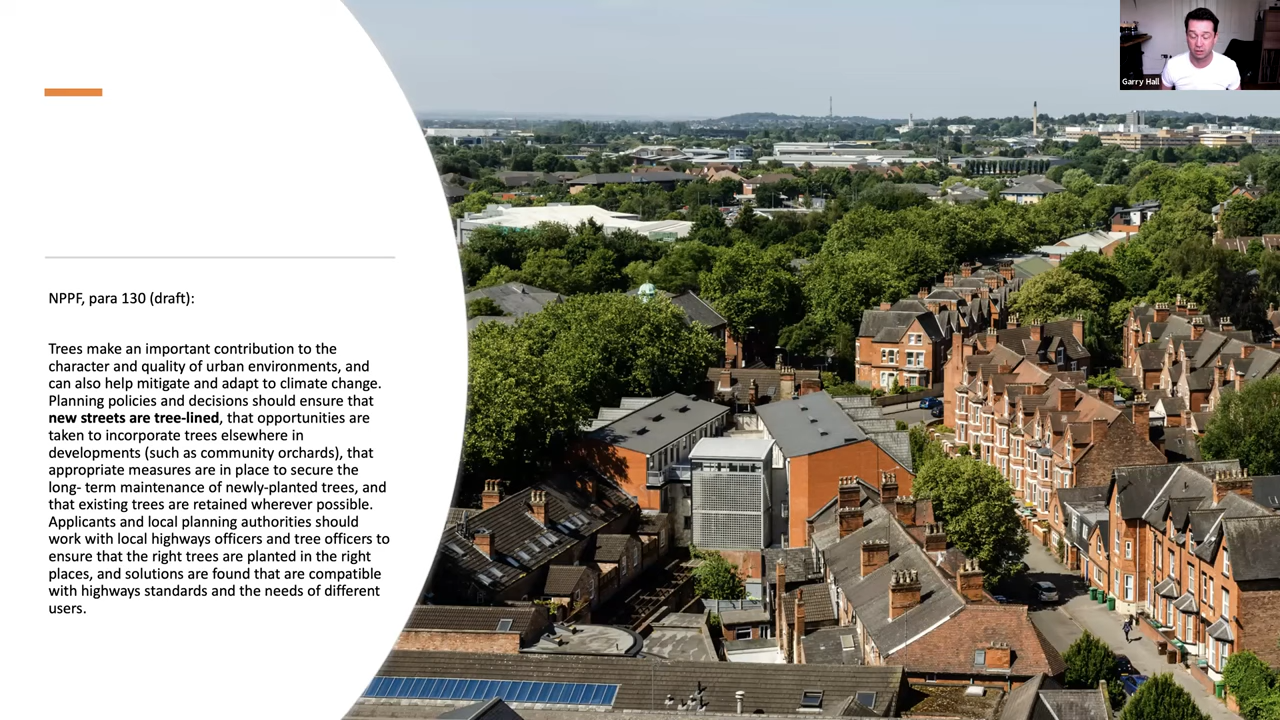 Garry Hall
NPPF, para 130 (draft):
Trees make an important contribution to the
character and quality of urban environments, and
can also help mitigate and adapt to climate change.
Planning policies and decisions should ensure that
new streets are tree-lined, that opportunities are
taken to incorporate trees elsewhere in
developments (such as community orchards), that
appropriate measures are in place to secure the
long- term maintenance of newly-planted trees, and
that existing trees are retained wherever possible.
Applicants and local planning authorities should
work with local highways officers and tree officers to
ensure that the right trees are planted in the right
places, and solutions are found that are compatible
with highways standards and the needs of different
users.